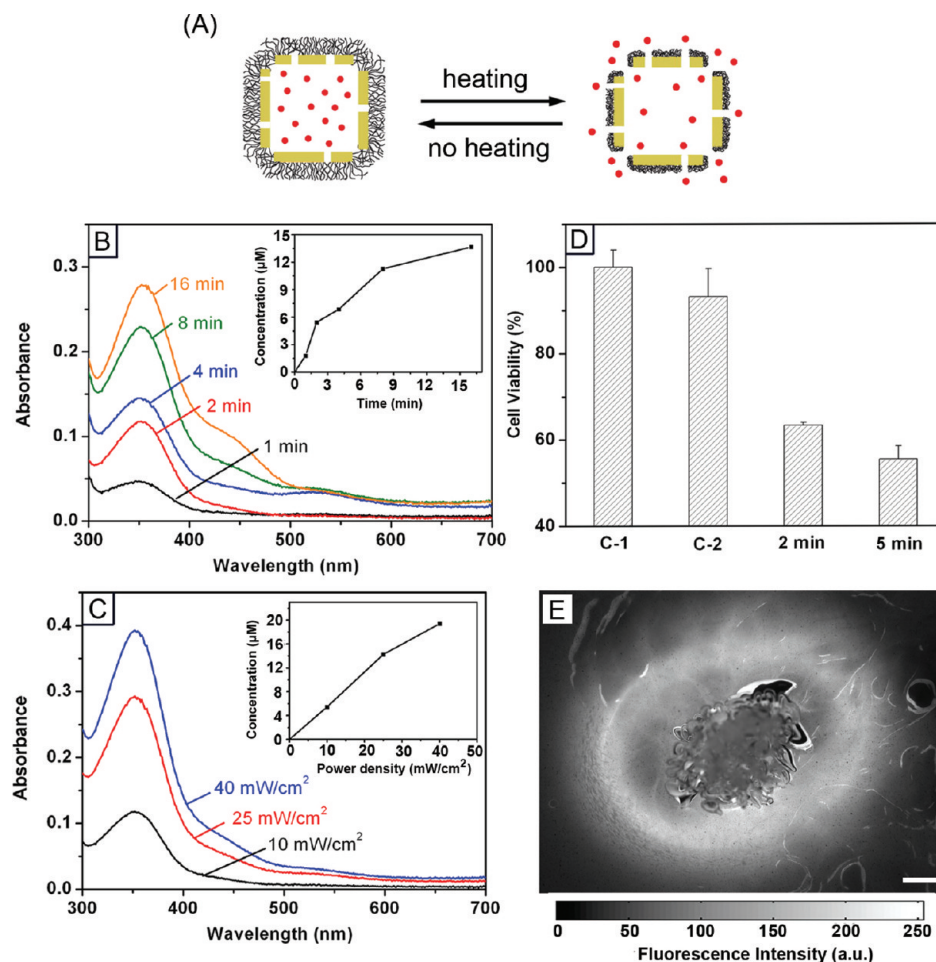 (A)
heating
no heating
B
0.3
0.2
0.1
0.0
Absorbance
300 400 500 600 700
Wavelength (nm)
16 min
8 min
4 min
2 min
1 min
15
12
9
6
3
0
Concentration (µM)
0 3 6 9 12 15
Time (min)
D
100
80
60
40
Cell Viability (%)
C-1 C-2 2 min 5 min
C
0.4
0.3
0.2
0.1
0.0
Absorbance
300 400 500 600 700
Wavelength (nm)
40 mW/cm²
25 mW/cm²
10 mW/cm²
20
16
12
8
4
0
Concentration (µM)
0 10 20 30 40 50
Power density (mW/cm²)
E
0 50 100 150 200 250
Fluorescence Intensity (a.u.)